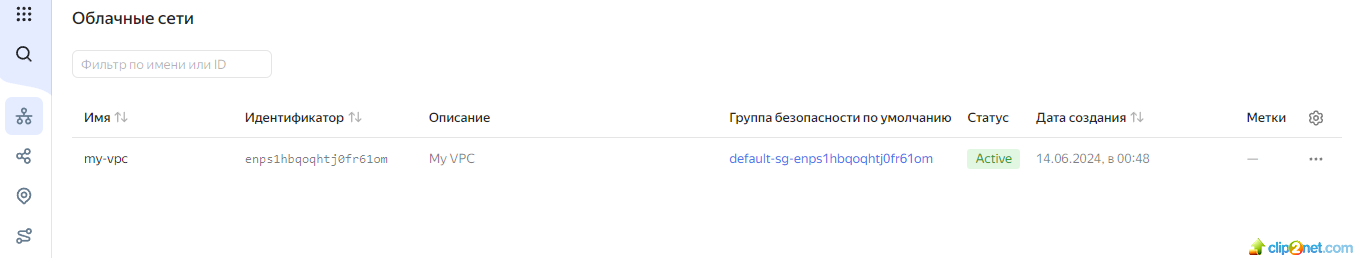 Облачные сети
Фильтр по имени или ID
Имя Идентификатор Описание Группа безопасности по умолчанию Статус Дата создания Метки
my-vpc enps1hbqoqhtj0fr61om My VPC default-sg-enps1hbqoqhtj0fr61om Active 14.06.2024, в 00:48 —
clip2net.com